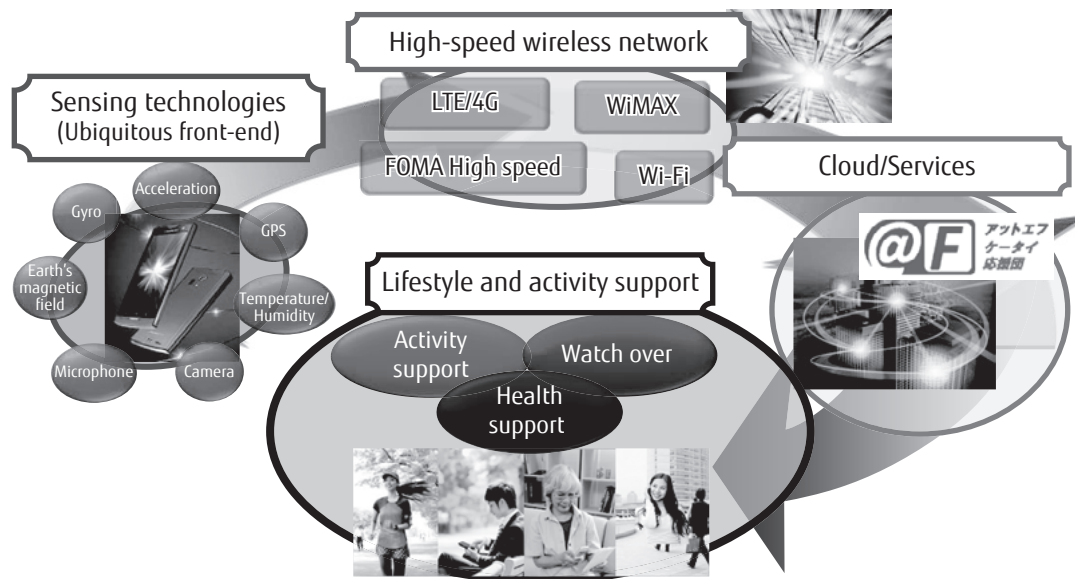 High-speed wireless network
LTE/4G
WiMAX
FOMA High speed
Wi-Fi
Sensing technologies
(Ubiquitous front-end)
Acceleration
Gyro
GPS
Earth's
magnetic
field
Temperature/
Humidity
Microphone
Camera
Cloud/Services
@F
アットエフ
ケータイ
応援団
Lifestyle and activity support
Activity
support
Watch over
Health
support